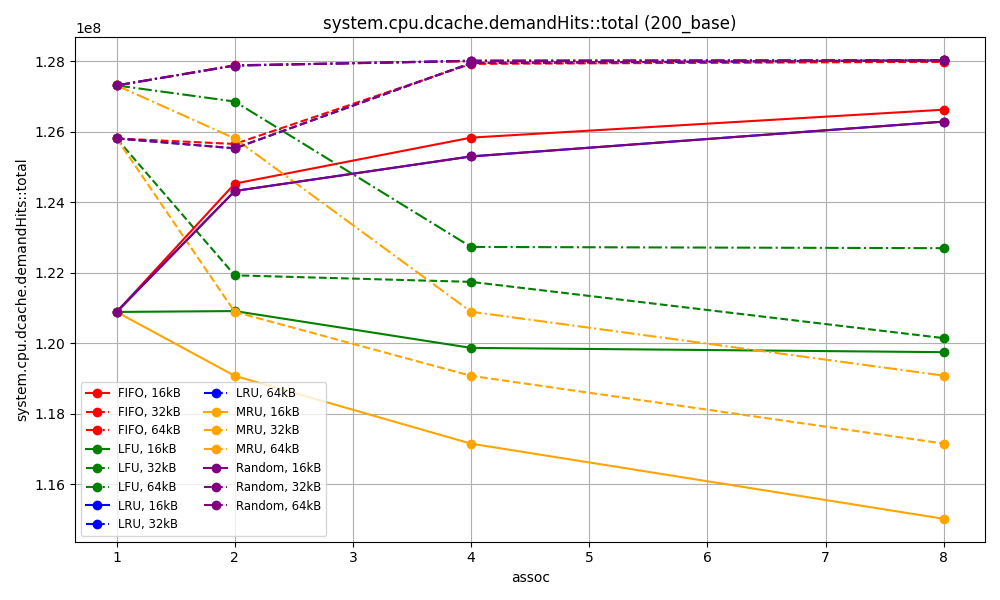 system.cpu.dcache.demandHits::total (200_base)
1e8
system.cpu.dcache.demandHits::total
1.28
1.26
1.24
1.22
1.20
1.18
1.16
FIFO, 16kB
FIFO, 32kB
FIFO, 64kB
LFU, 16kB
LFU, 32kB
LFU, 64kB
LRU, 16kB
LRU, 32kB
LRU, 64kB
MRU, 16kB
MRU, 32kB
MRU, 64kB
Random, 16kB
Random, 32kB
Random, 64kB
1 2 3 4 5 6 7 8
assoc